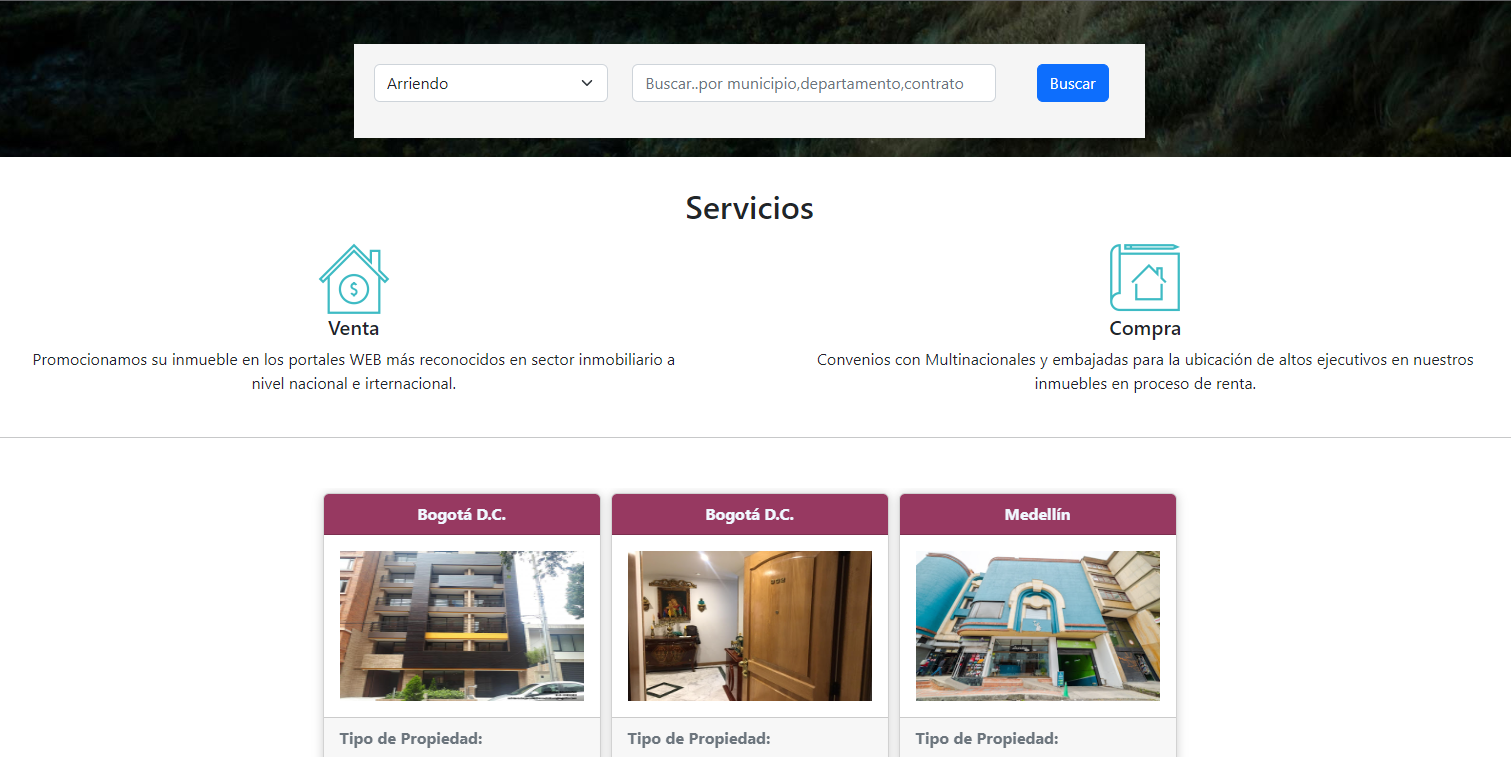 Arriendo
Buscar..por municipio,departamento,contrato
Buscar
Servicios
$
Venta
Compra
Promocionamos su inmueble en los portales WEB más reconocidos en sector inmobiliario a
nivel nacional e irternacional.
Convenios con Multinacionales y embajadas para la ubicación de altos ejecutivos en nuestros
inmuebles en proceso de renta.
Bogotá D.C.
Bogotá D.C.
Medellín
Tipo de Propiedad:
Tipo de Propiedad:
Tipo de Propiedad: